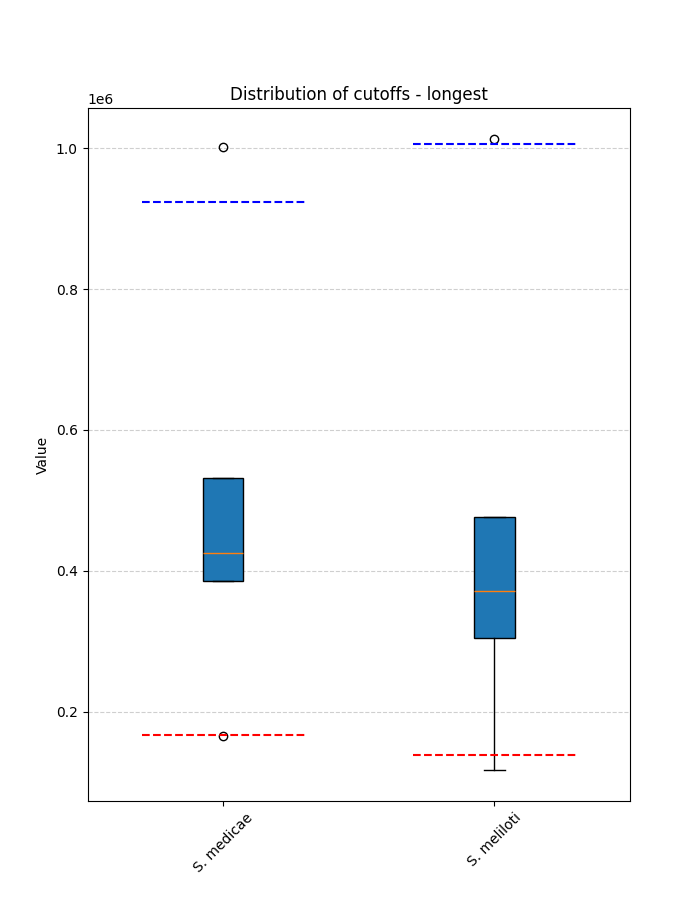 Distribution of cutoffs - longest
1e6
1.0
0.8
0.6
0.4
0.2
Value
S. medicae
S. meliloti